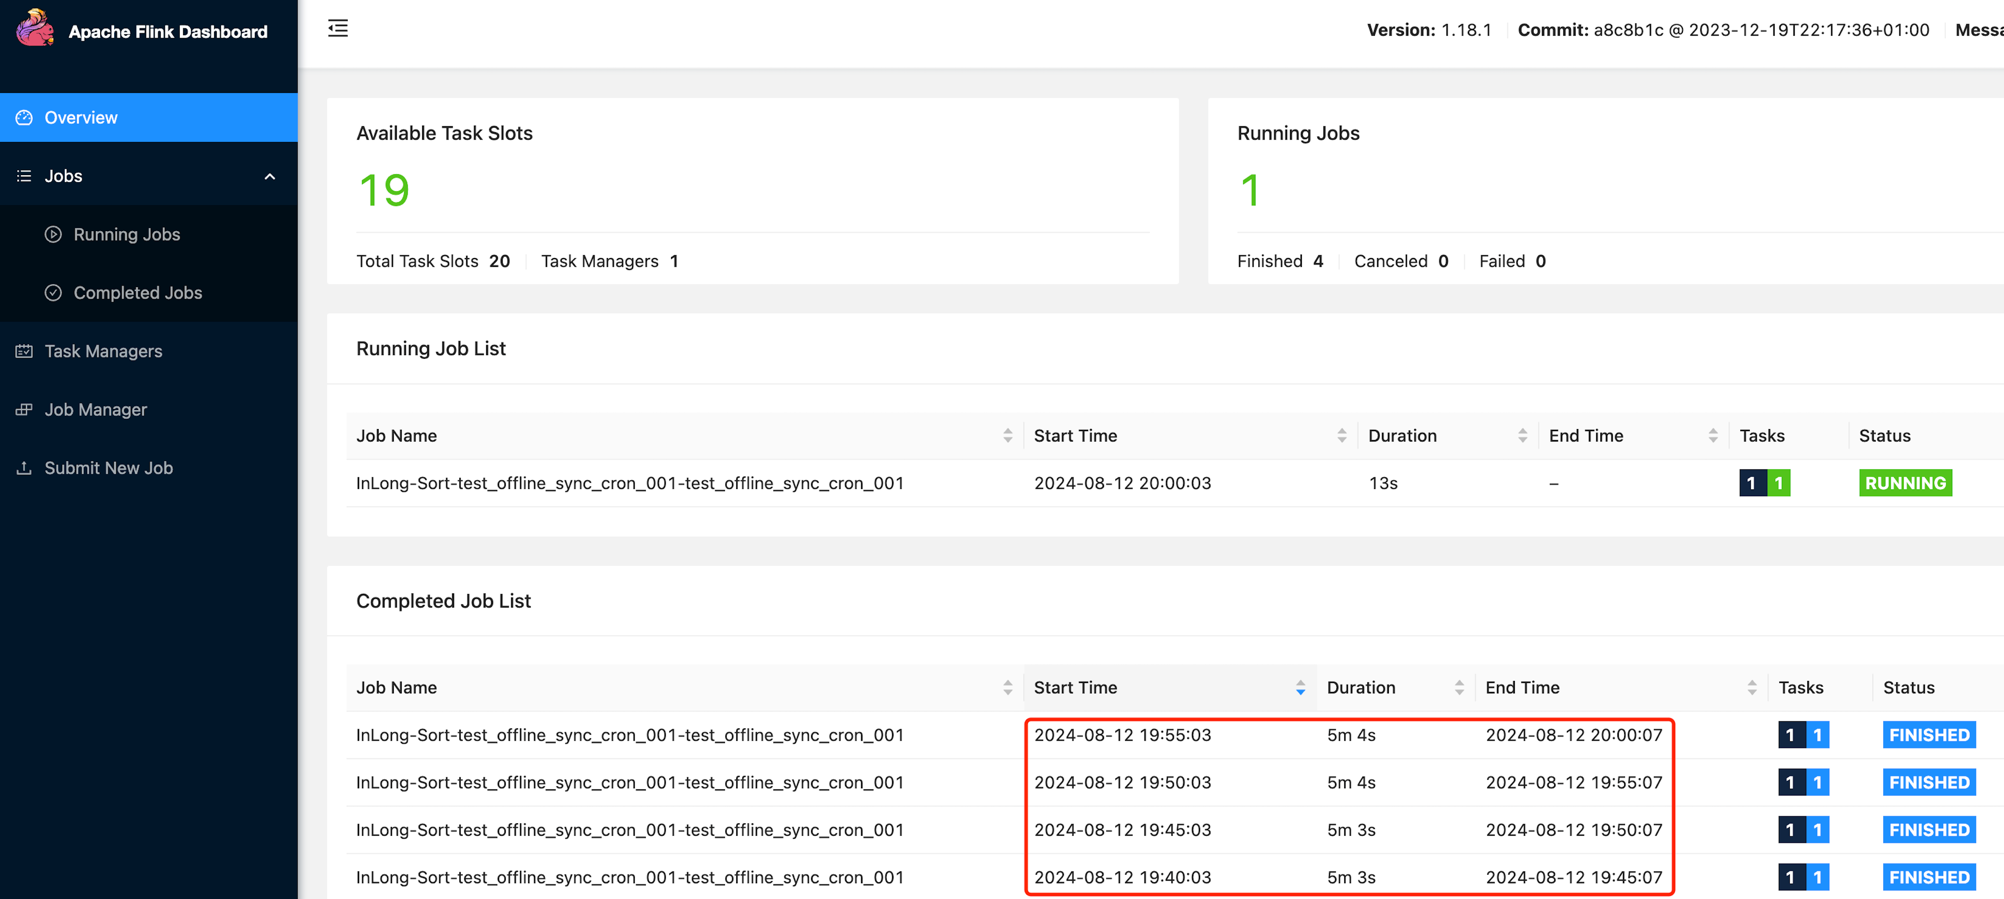 Apache Flink Dashboard
Version: 1.18.1 Commit: a8c8b1c @ 2023-12-19T22:17:36+01:00 Messa
Overview
Jobs
Running Jobs
Completed Jobs
Task Managers
Job Manager
Submit New Job
Available Task Slots
19
Total Task Slots 20 Task Managers 1
Running Jobs
1
Finished 4 Canceled 0 Failed 0
Running Job List
Job Name Start Time Duration End Time Tasks Status
InLong-Sort-test_offline_sync_cron_001-test_offline_sync_cron_001 2024-08-12 20:00:03 13s – 1 1 RUNNING
Completed Job List
Job Name Start Time Duration End Time Tasks Status
InLong-Sort-test_offline_sync_cron_001-test_offline_sync_cron_001 2024-08-12 19:55:03 5m 4s 2024-08-12 20:00:07 1 1 FINISHED
InLong-Sort-test_offline_sync_cron_001-test_offline_sync_cron_001 2024-08-12 19:50:03 5m 4s 2024-08-12 19:55:07 1 1 FINISHED
InLong-Sort-test_offline_sync_cron_001-test_offline_sync_cron_001 2024-08-12 19:45:03 5m 3s 2024-08-12 19:50:07 1 1 FINISHED
InLong-Sort-test_offline_sync_cron_001-test_offline_sync_cron_001 2024-08-12 19:40:03 5m 3s 2024-08-12 19:45:07 1 1 FINISHED